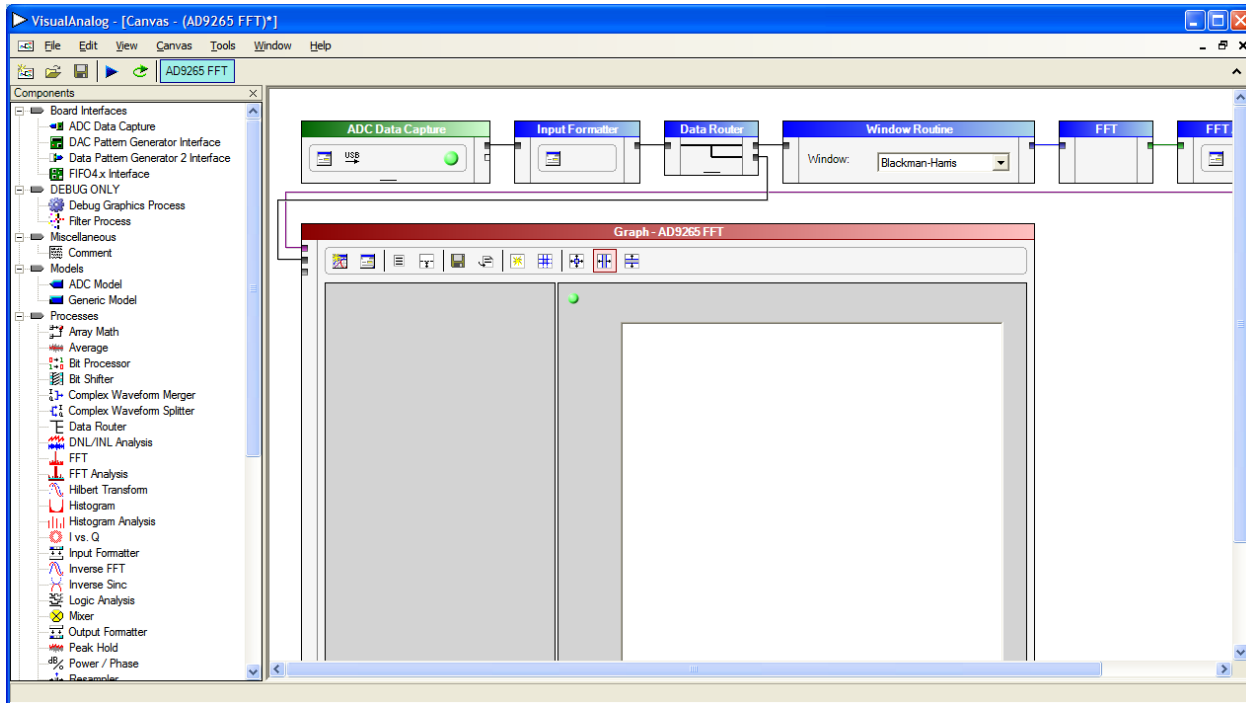 VisualAnalog - [Canvas - (AD9265 FFT)*]
File Edit View Canvas Tools Window Help
AD9265 FFT
Components
Board Interfaces
ADC Data Capture
DAC Pattern Generator Interface
Data Pattern Generator 2 Interface
FIFO4.x Interface
DEBUG ONLY
Debug Graphics Process
Filter Process
Miscellaneous
Comment
Models
ADC Model
Generic Model
Processes
Array Math
Average
Bit Processor
Bit Shifter
Complex Waveform Merger
Complex Waveform Splitter
Data Router
DNL/INL Analysis
FFT
FFT Analysis
Hilbert Transform
Histogram
Histogram Analysis
I vs. Q
Input Formatter
Inverse FFT
Inverse Sinc
Logic Analysis
Mixer
Output Formatter
Peak Hold
Power / Phase
Resampler
ADC Data Capture
USB
Input Formatter
Data Router
Window Routine
Window: Blackman-Harris
FFT
FFT
Graph - AD9265 FFT